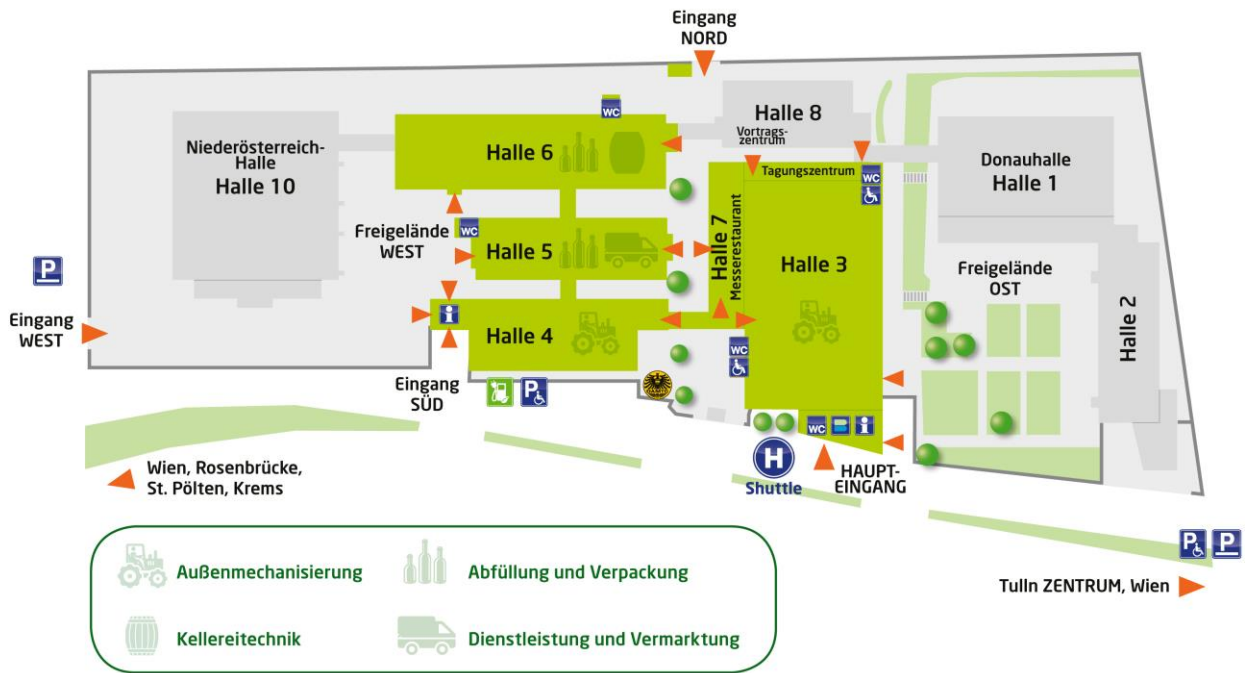 Eingang
NORD
Niederösterreich-
Halle
Halle 10
Halle 6
WC
Halle 8
Vortrags-
zentrum
Tagungszentrum
WC
Donauhalle
Halle 1
Freigelände
WEST
WC
Halle 5
Halle 7
Messerestaurant
Halle 3
Freigelände
OST
Halle 2
P
Eingang
WEST
i
Halle 4
WC
Eingang
SÜD
P
WC
i
H
Shuttle
HAUPT-
EINGANG
Wien, Rosenbrücke,
St. Pölten, Krems
P
P
Tulln ZENTRUM, Wien
Außenmechanisierung
Abfüllung und Verpackung
Kellereitechnik
Dienstleistung und Vermarktung